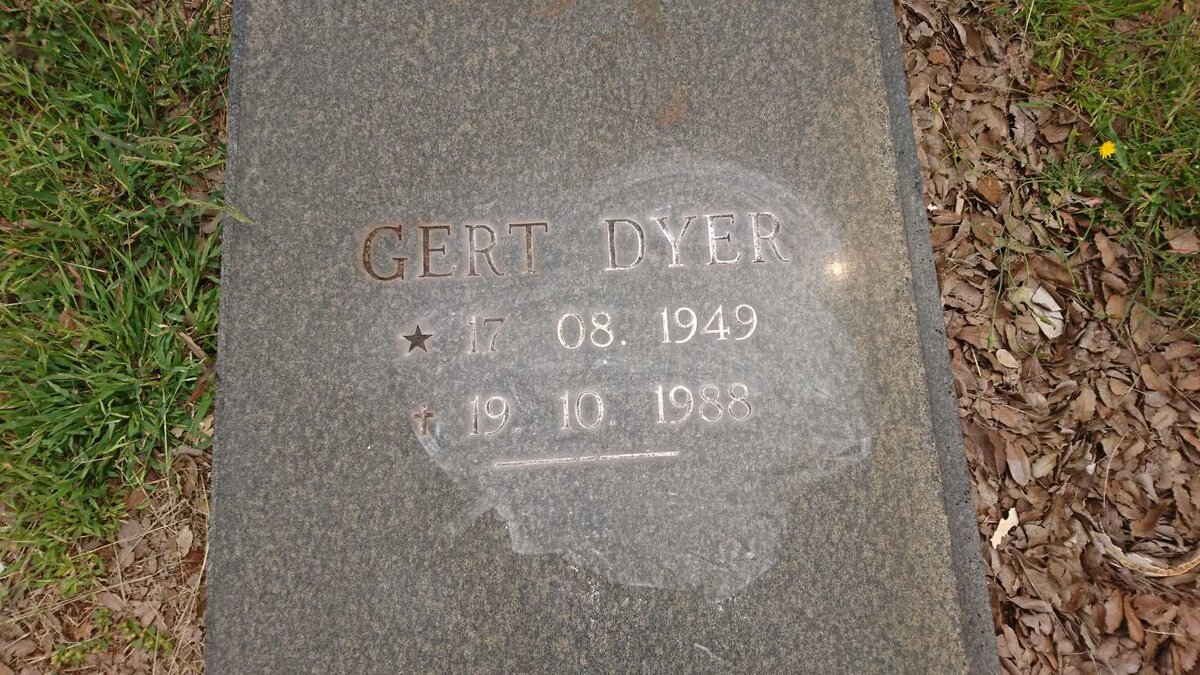 GERT DYER
★ 17 08. 1949
✝ 19. 10. 1988